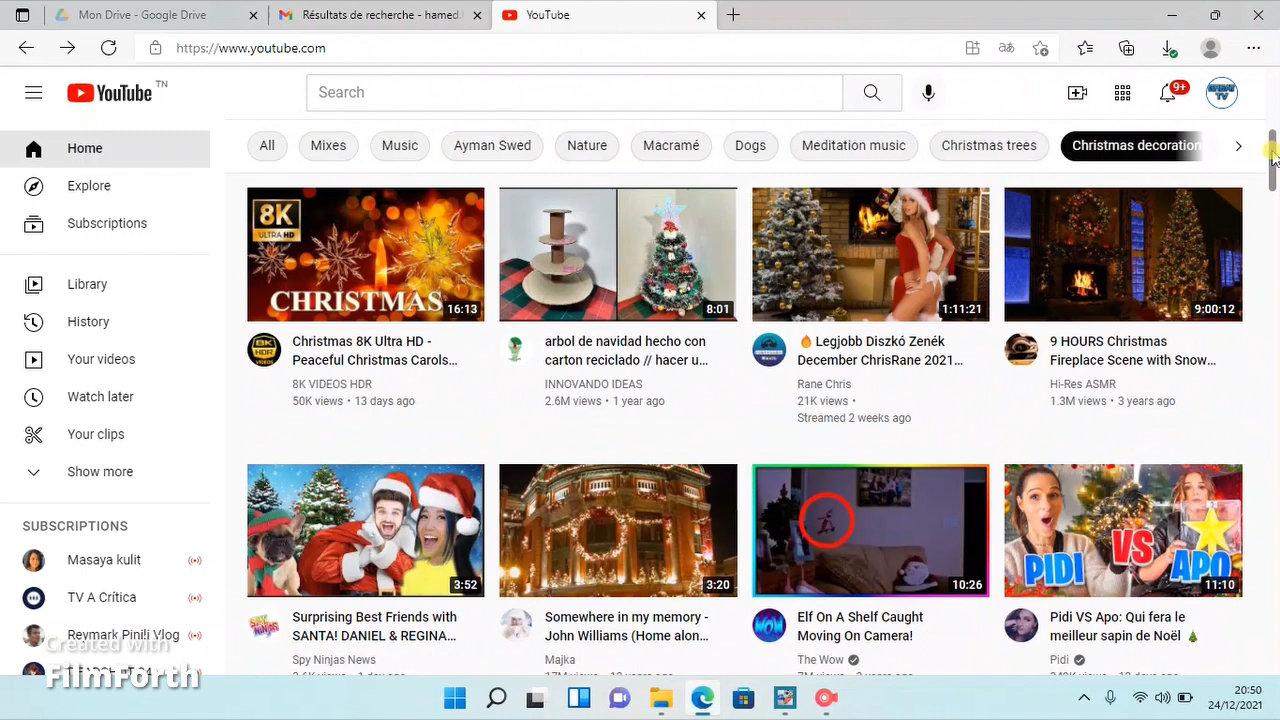 Mon Drive - Google Drive
Résultats de recherche - hamed.
YouTube
https://www.youtube.com
aあ
YouTube TN
Search
9+
Home
Explore
Subscriptions
Library
History
Your videos
Watch later
Your clips
Show more
SUBSCRIPTIONS
Masaya kulit
TV A Crítica
Reymark Pinili Vlog
All
Mixes
Music
Ayman Swed
Nature
Macramé
Dogs
Meditation music
Christmas trees
Christmas decoration
8K
ULTRA HD
CHRISTMAS
16:13
8:01
1:11:21
9:00:12
8K
HDR
VIDEOS
Christmas 8K Ultra HD -
Peaceful Christmas Carols...
8K VIDEOS HDR
50K views • 13 days ago
arbol de navidad hecho con
carton reciclado // hacer u...
INNOVANDO IDEAS
2.6M views • 1 year ago
🔥 Legjobb Diszkó Zenék
December ChrisRane 2021...
Rane Chris
21K views •
Streamed 2 weeks ago
9 HOURS Christmas
Fireplace Scene with Snow...
Hi-Res ASMR
1.3M views • 3 years ago
3:52
3:20
10:26
PIDI VS APO
11:10
SPY NINJAS
Surprising Best Friends with
SANTA! DANIEL & REGINA...
Spy Ninjas News
Somewhere in my memory -
John Williams (Home alon...
Majka
WOW
Elf On A Shelf Caught
Moving On Camera!
The Wow
Pidi VS Apo: Qui fera le
meilleur sapin de Noël 🌲
Pidi
Created with
FilmForth
20:50
24/12/2021